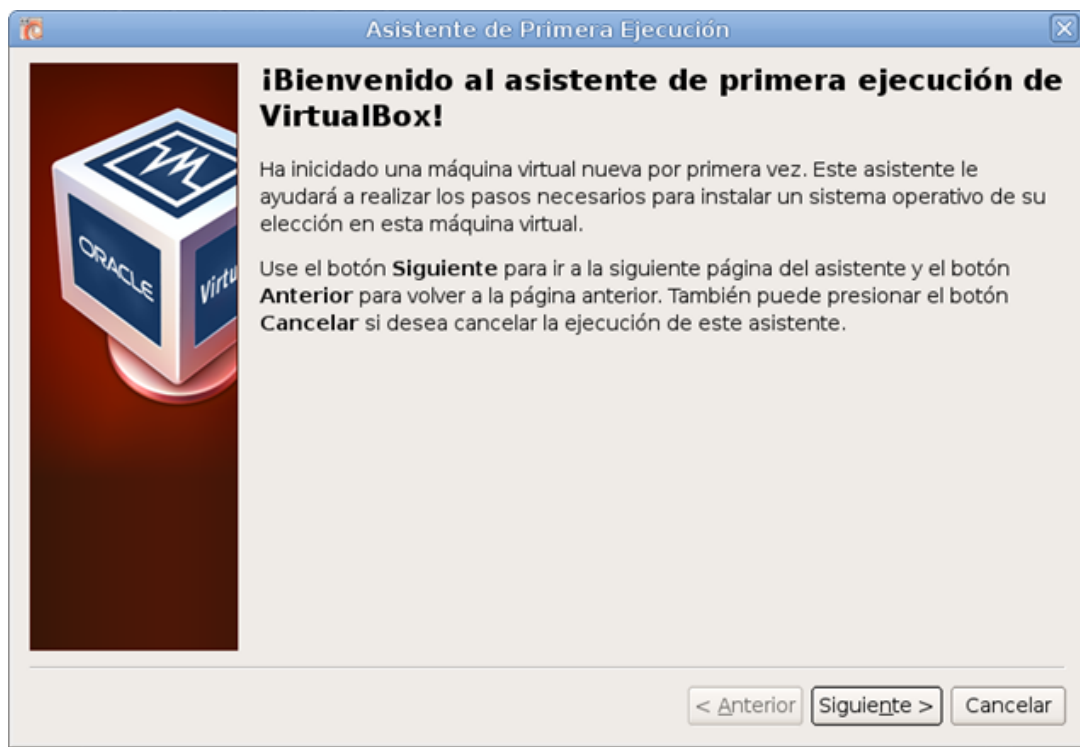 Asistente de Primera Ejecución
¡Bienvenido al asistente de primera ejecución de
VirtualBox!
Ha inicidado una máquina virtual nueva por primera vez. Este asistente le
ayudará a realizar los pasos necesarios para instalar un sistema operativo de su
elección en esta máquina virtual.
Use el botón Siguiente para ir a la siguiente página del asistente y el botón
Anterior para volver a la página anterior. También puede presionar el botón
Cancelar si desea cancelar la ejecución de este asistente.
ORACLE
Virtu
< Anterior
Siguiente >
Cancelar